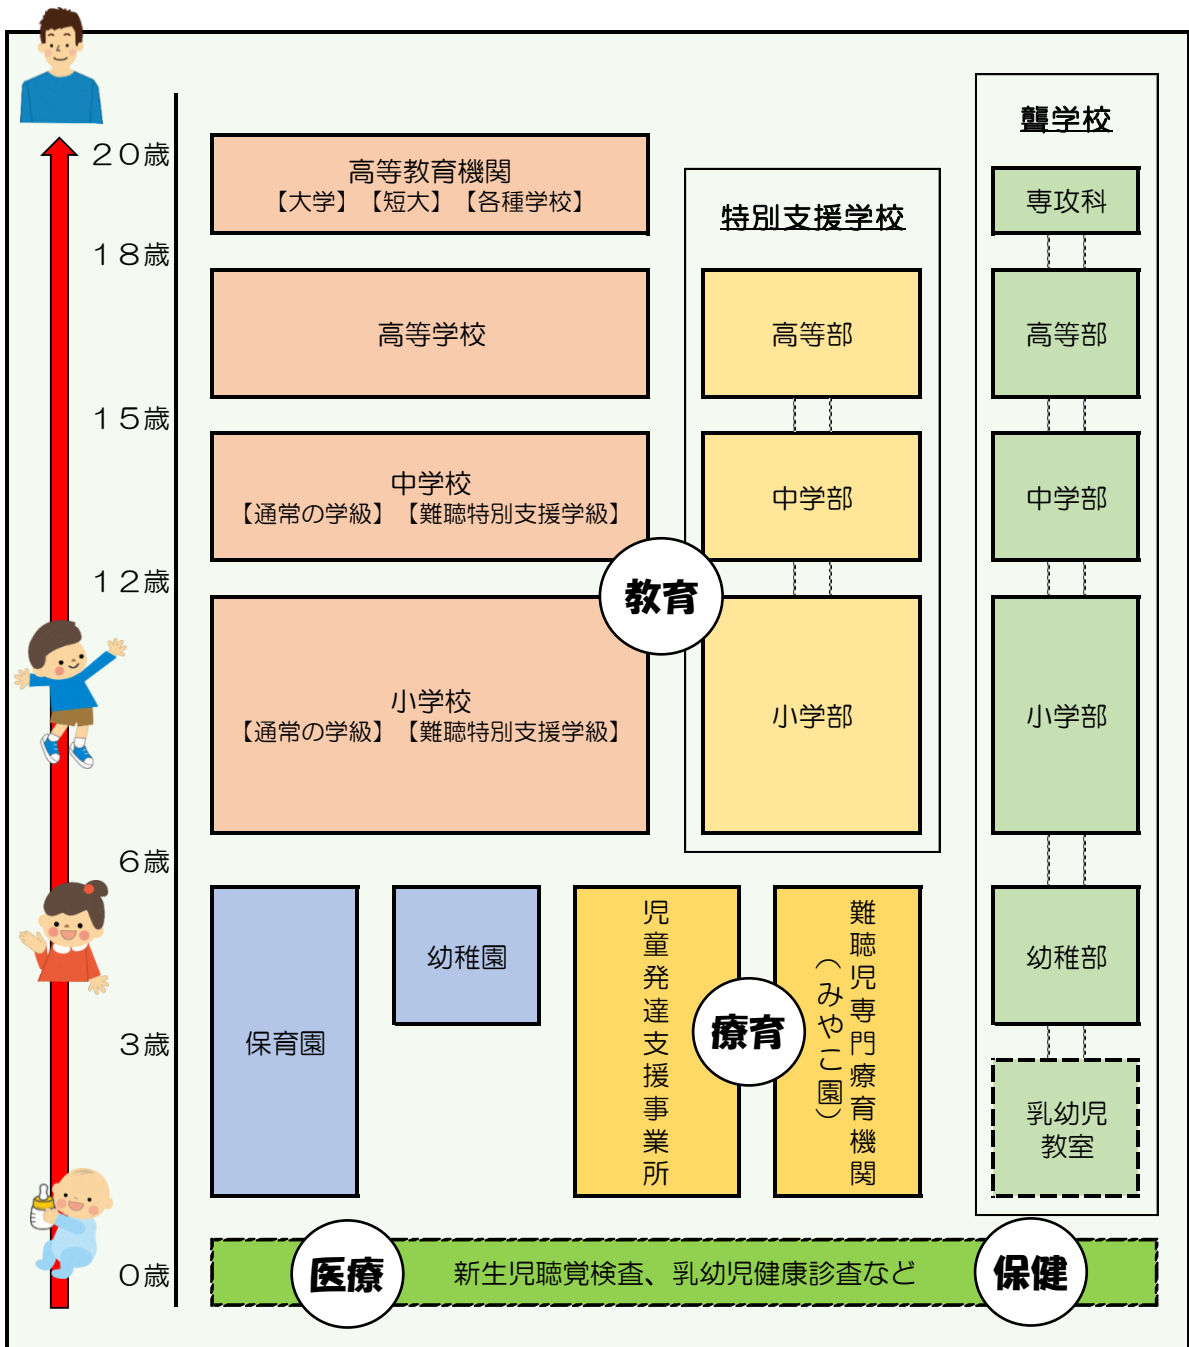 聾学校
２０歳
高等教育機関
【大学】【短大】【各種学校】
特別支援学校
専攻科
１８歳
高等学校
高等部
高等部
１５歳
中学校
【通常の学級】【難聴特別支援学級】
中学部
中学部
１２歳
教育
小学校
【通常の学級】【難聴特別支援学級】
小学部
小学部
６歳
保育園
幼稚園
児童発達支援事業所
療育
難聴児専門療育機関
（みやこ園）
幼稚部
３歳
乳幼児
教室
０歳
医療
新生児聴覚検査、乳幼児健康診査など
保健